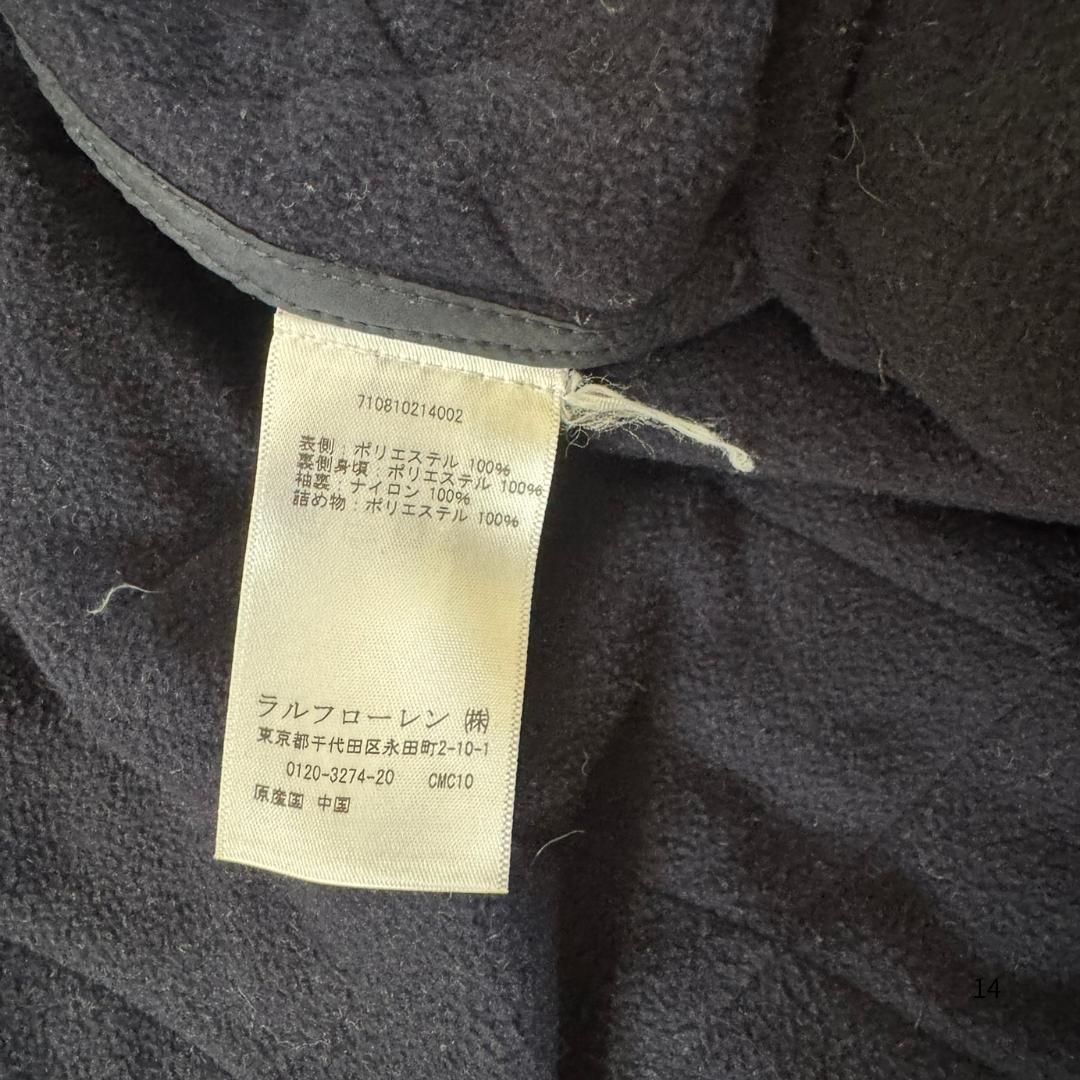 710810214002
表側：ポリエステル 100%
裏側身頃：ポリエステル 100%
袖裏：ナイロン 100%
詰め物：ポリエステル 100%
ラルフローレン ㈱
東京都千代田区永田町2-10-1
0120-3274-20 CMC10
原産国 中国
14